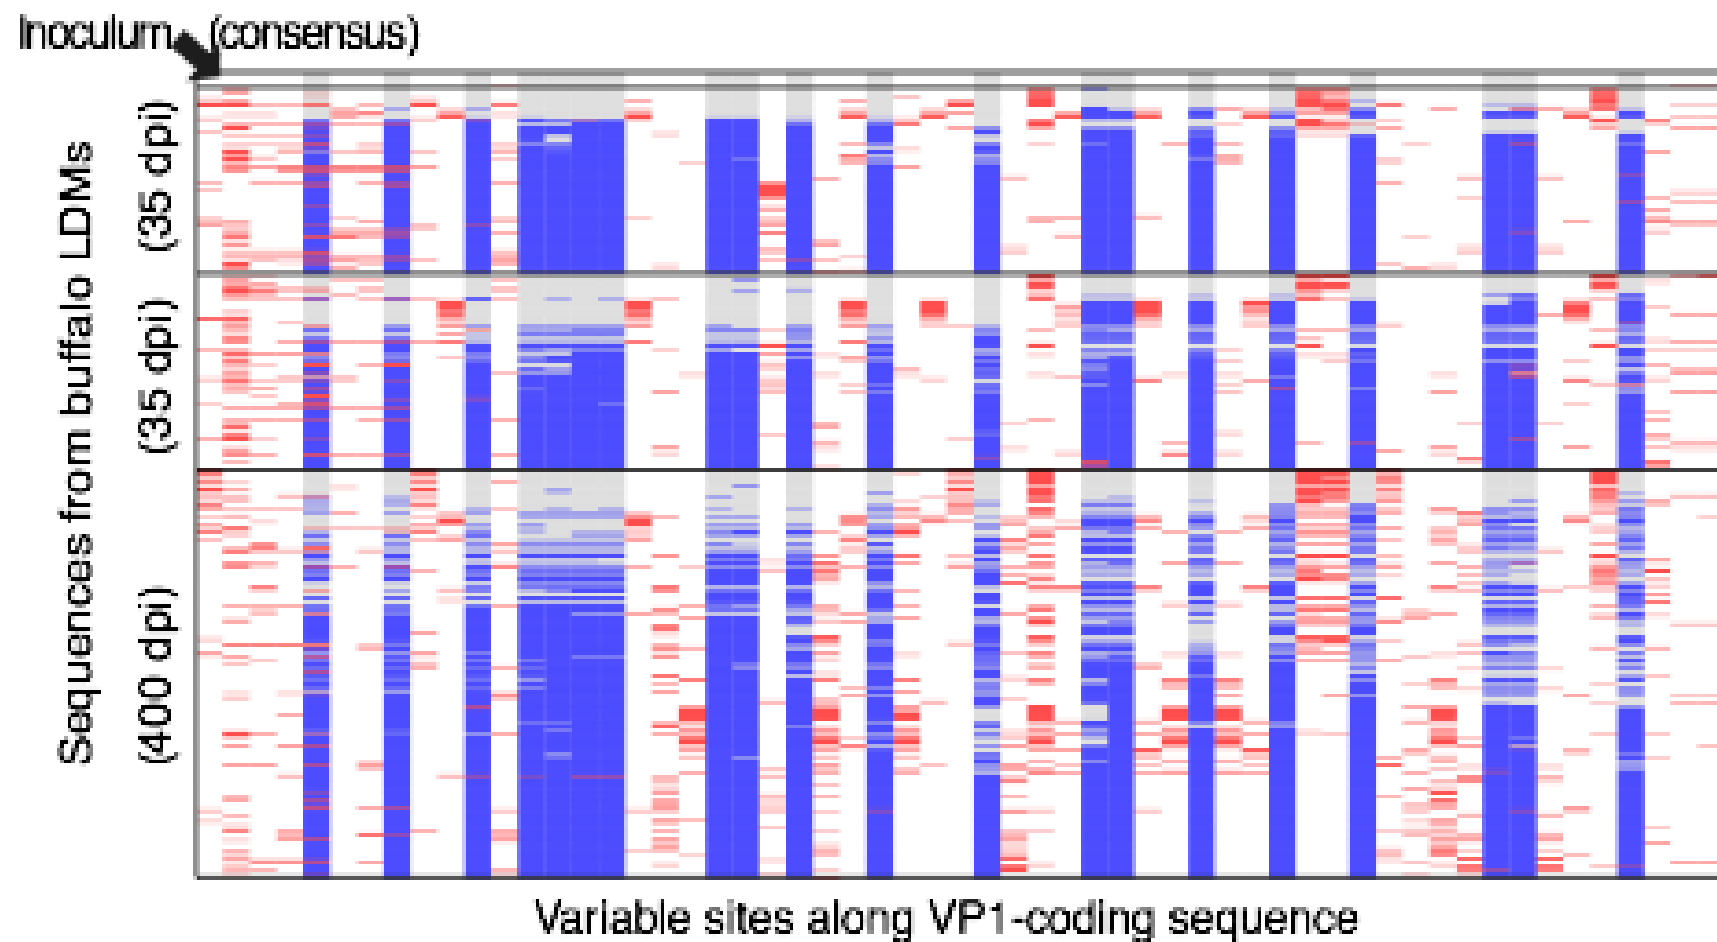 Inoculum (consensus)
Sequences from buffalo LDMs
(35 dpi)
(35 dpi)
(400 dpi)
Variable sites along VP1-coding sequence